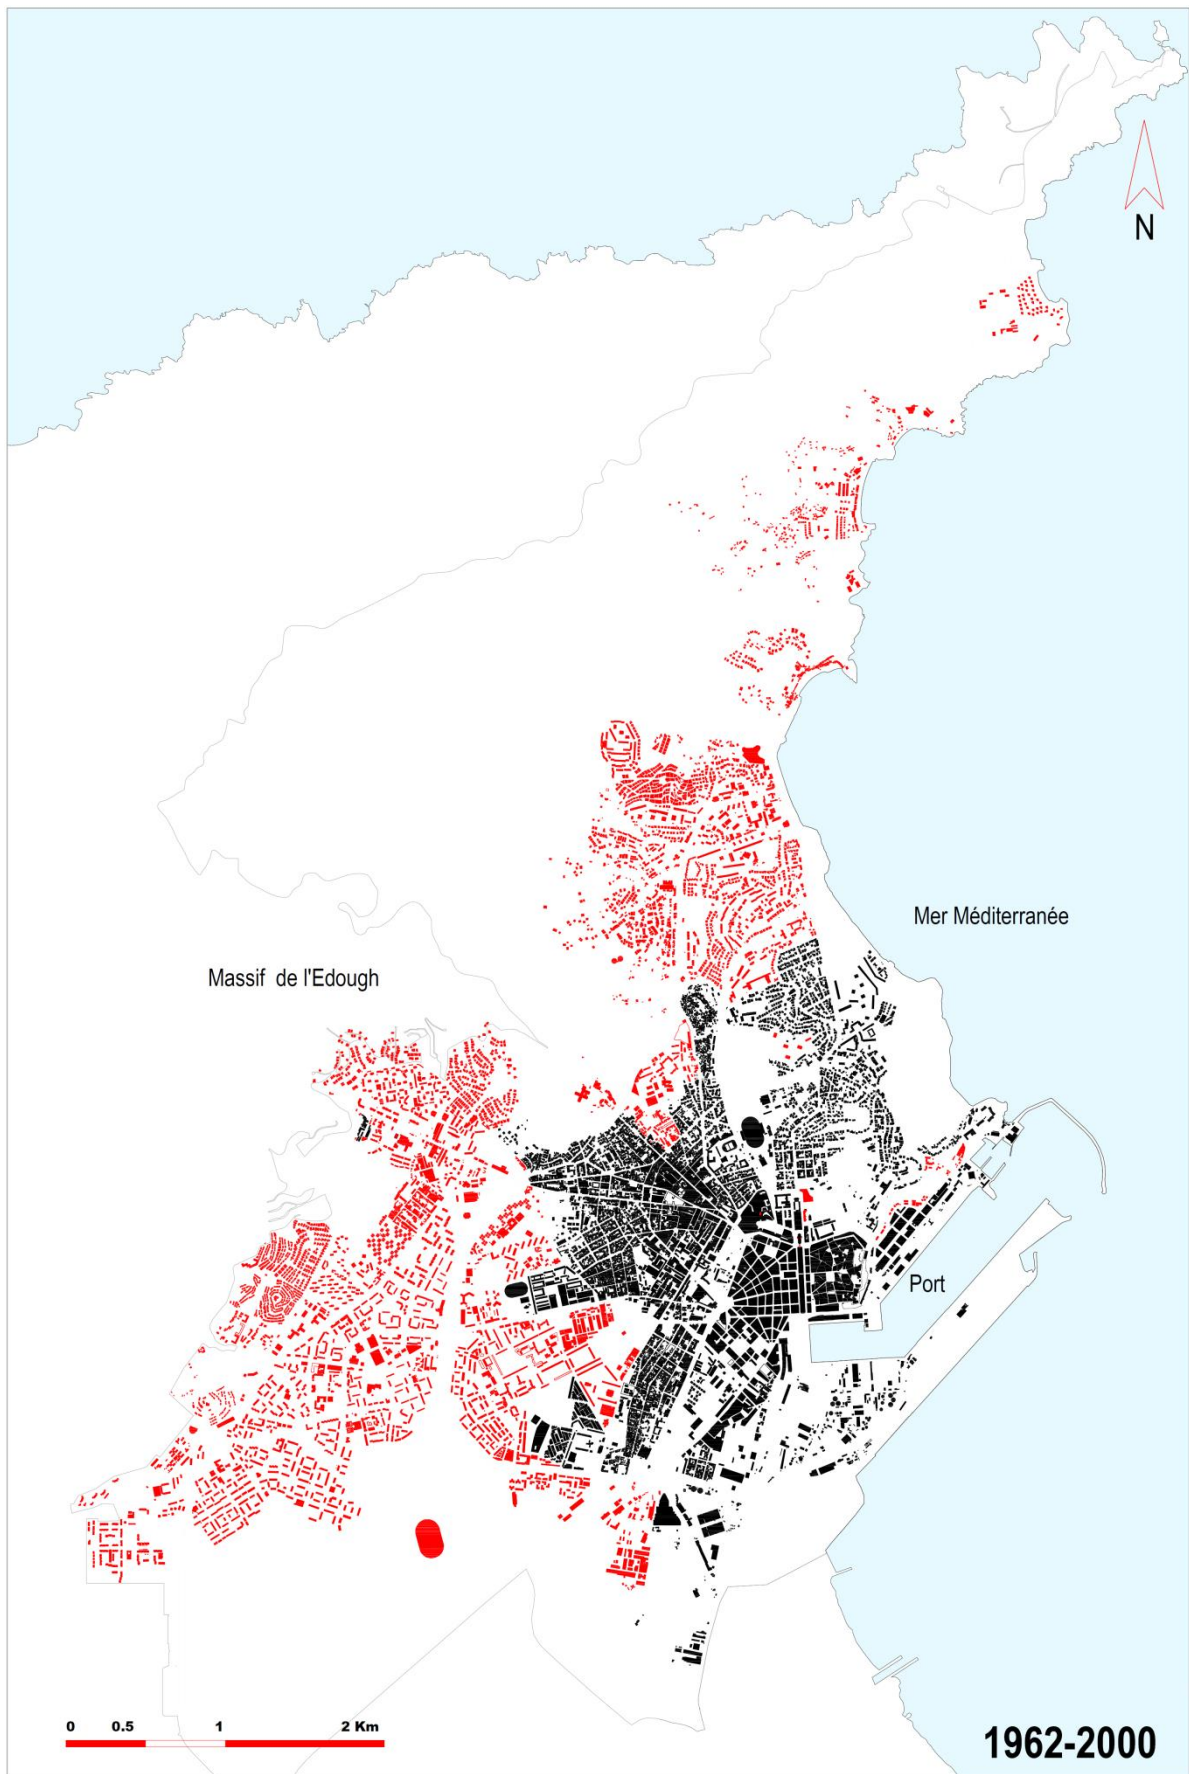 N
Mer Méditerranée
Massif de l'Edough
Port
0 0.5 1 2 Km
1962-2000